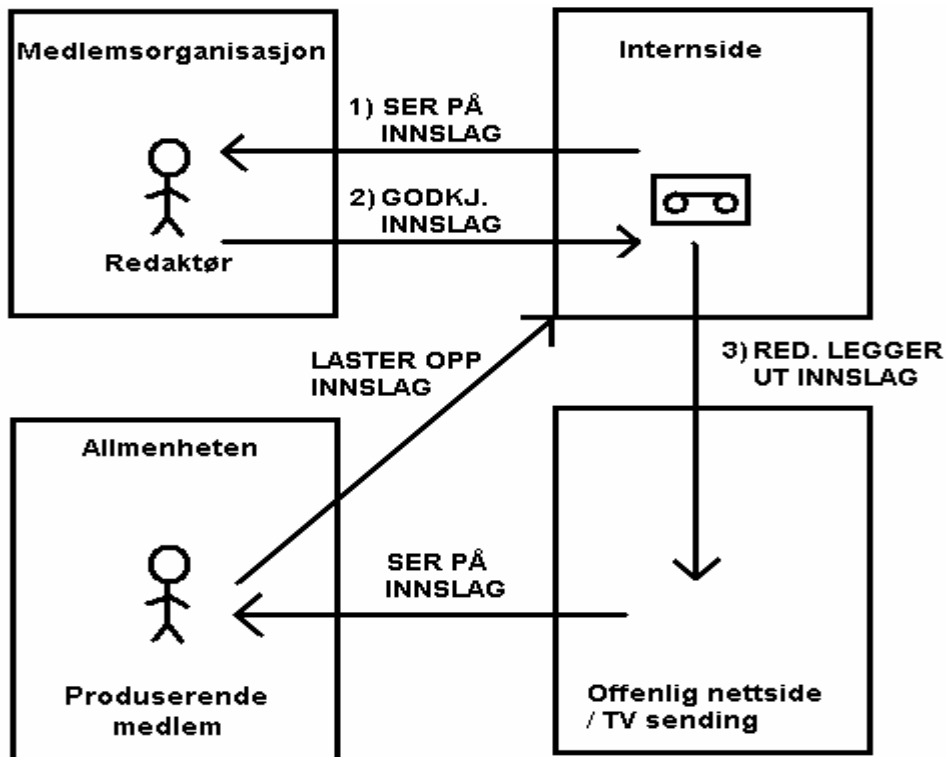 Medlemsorganisasjon
Internside
1) SER PÅ
INNSLAG
2) GODKJ.
INNSLAG
Redaktør
LASTER OPP
INNSLAG
3) RED. LEGGER
UT INNSLAG
Allmenheten
SER PÅ
INNSLAG
Produserende
medlem
Offenlig nettside
/ TV sending